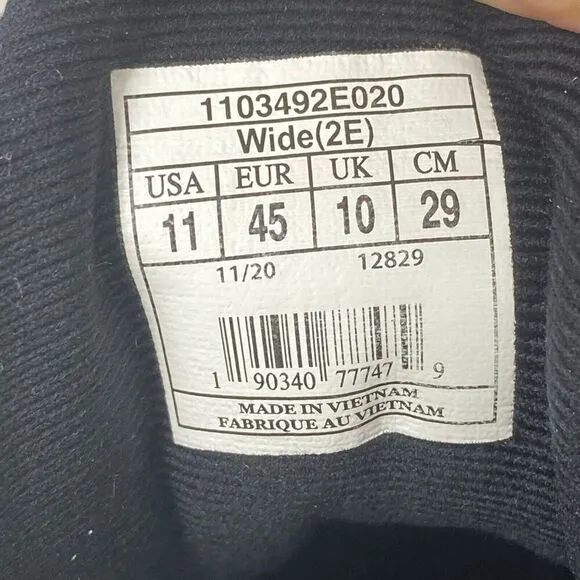 1103492E020
Wide(2E)
USA EUR UK CM
11 45 10 29
11/20 12829
1 90340 77747 9
MADE IN VIETNAM
FABRIQUE AU VIETNAM